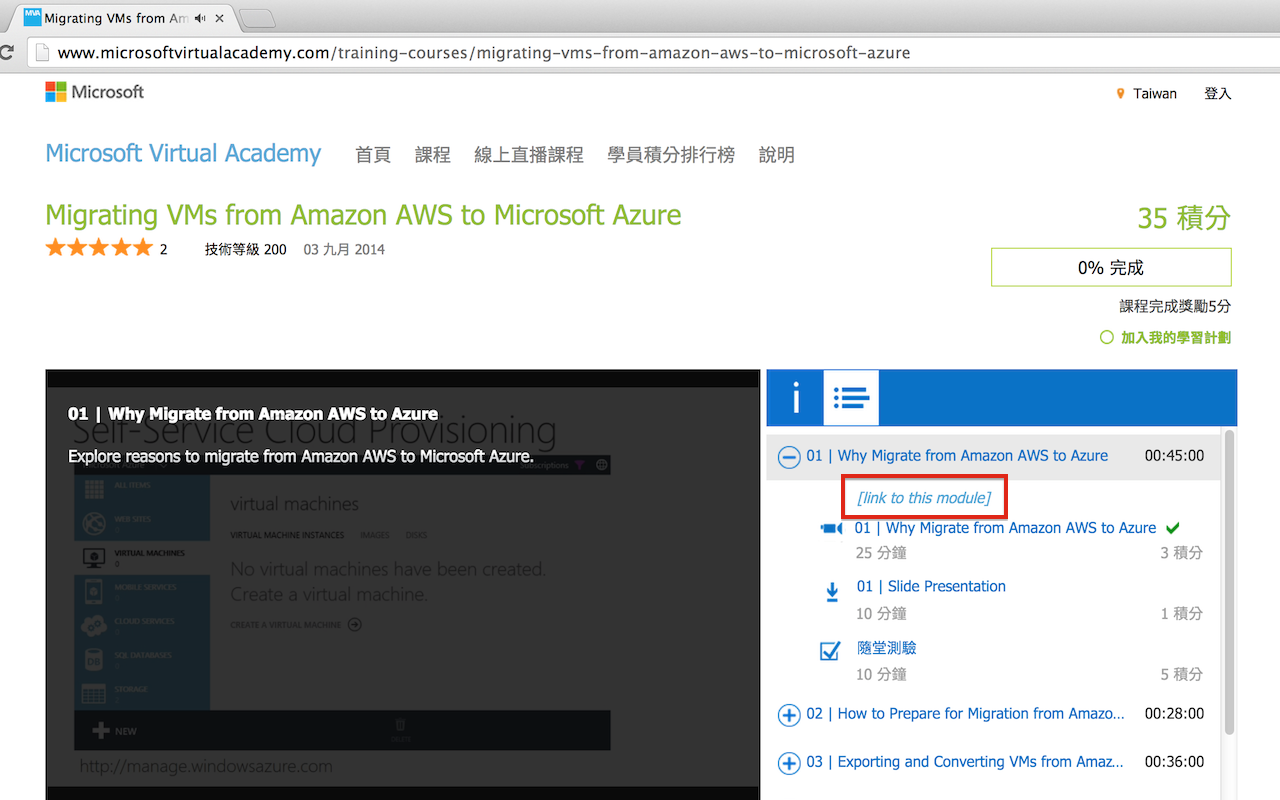 MVA Migrating VMs from Am
www.microsoftvirtualacademy.com/training-courses/migrating-vms-from-amazon-aws-to-microsoft-azure
Microsoft
Taiwan 登入
Microsoft Virtual Academy 首頁 課程 線上直播課程 學員積分排行榜 說明
Migrating VMs from Amazon AWS to Microsoft Azure
35 積分
2 技術等級 200 03 九月 2014
0% 完成
課程完成獎勵5分
加入我的學習計劃
01 | Why Migrate from Amazon AWS to Azure
Self-Service Cloud Provisioning
Explore reasons to migrate from Amazon AWS to Microsoft Azure.
Subscriptions
ALL ITEMS
WEB SITES
VIRTUAL MACHINES
0
MOBILE SERVICES
CLOUD SERVICES
SQL DATABASES
STORAGE
virtual machines
VIRTUAL MACHINE INSTANCES IMAGES DISKS
No virtual machines have been created.
Create a virtual machine.
CREATE A VIRTUAL MACHINE
NEW
DELETE
http://manage.windowsazure.com
01 | Why Migrate from Amazon AWS to Azure 00:45:00
[link to this module]
01 | Why Migrate from Amazon AWS to Azure
25 分鐘 3 積分
01 | Slide Presentation
10 分鐘 1 積分
隨堂測驗
10 分鐘 5 積分
02 | How to Prepare for Migration from Amazo... 00:28:00
03 | Exporting and Converting VMs from Amaz... 00:36:00